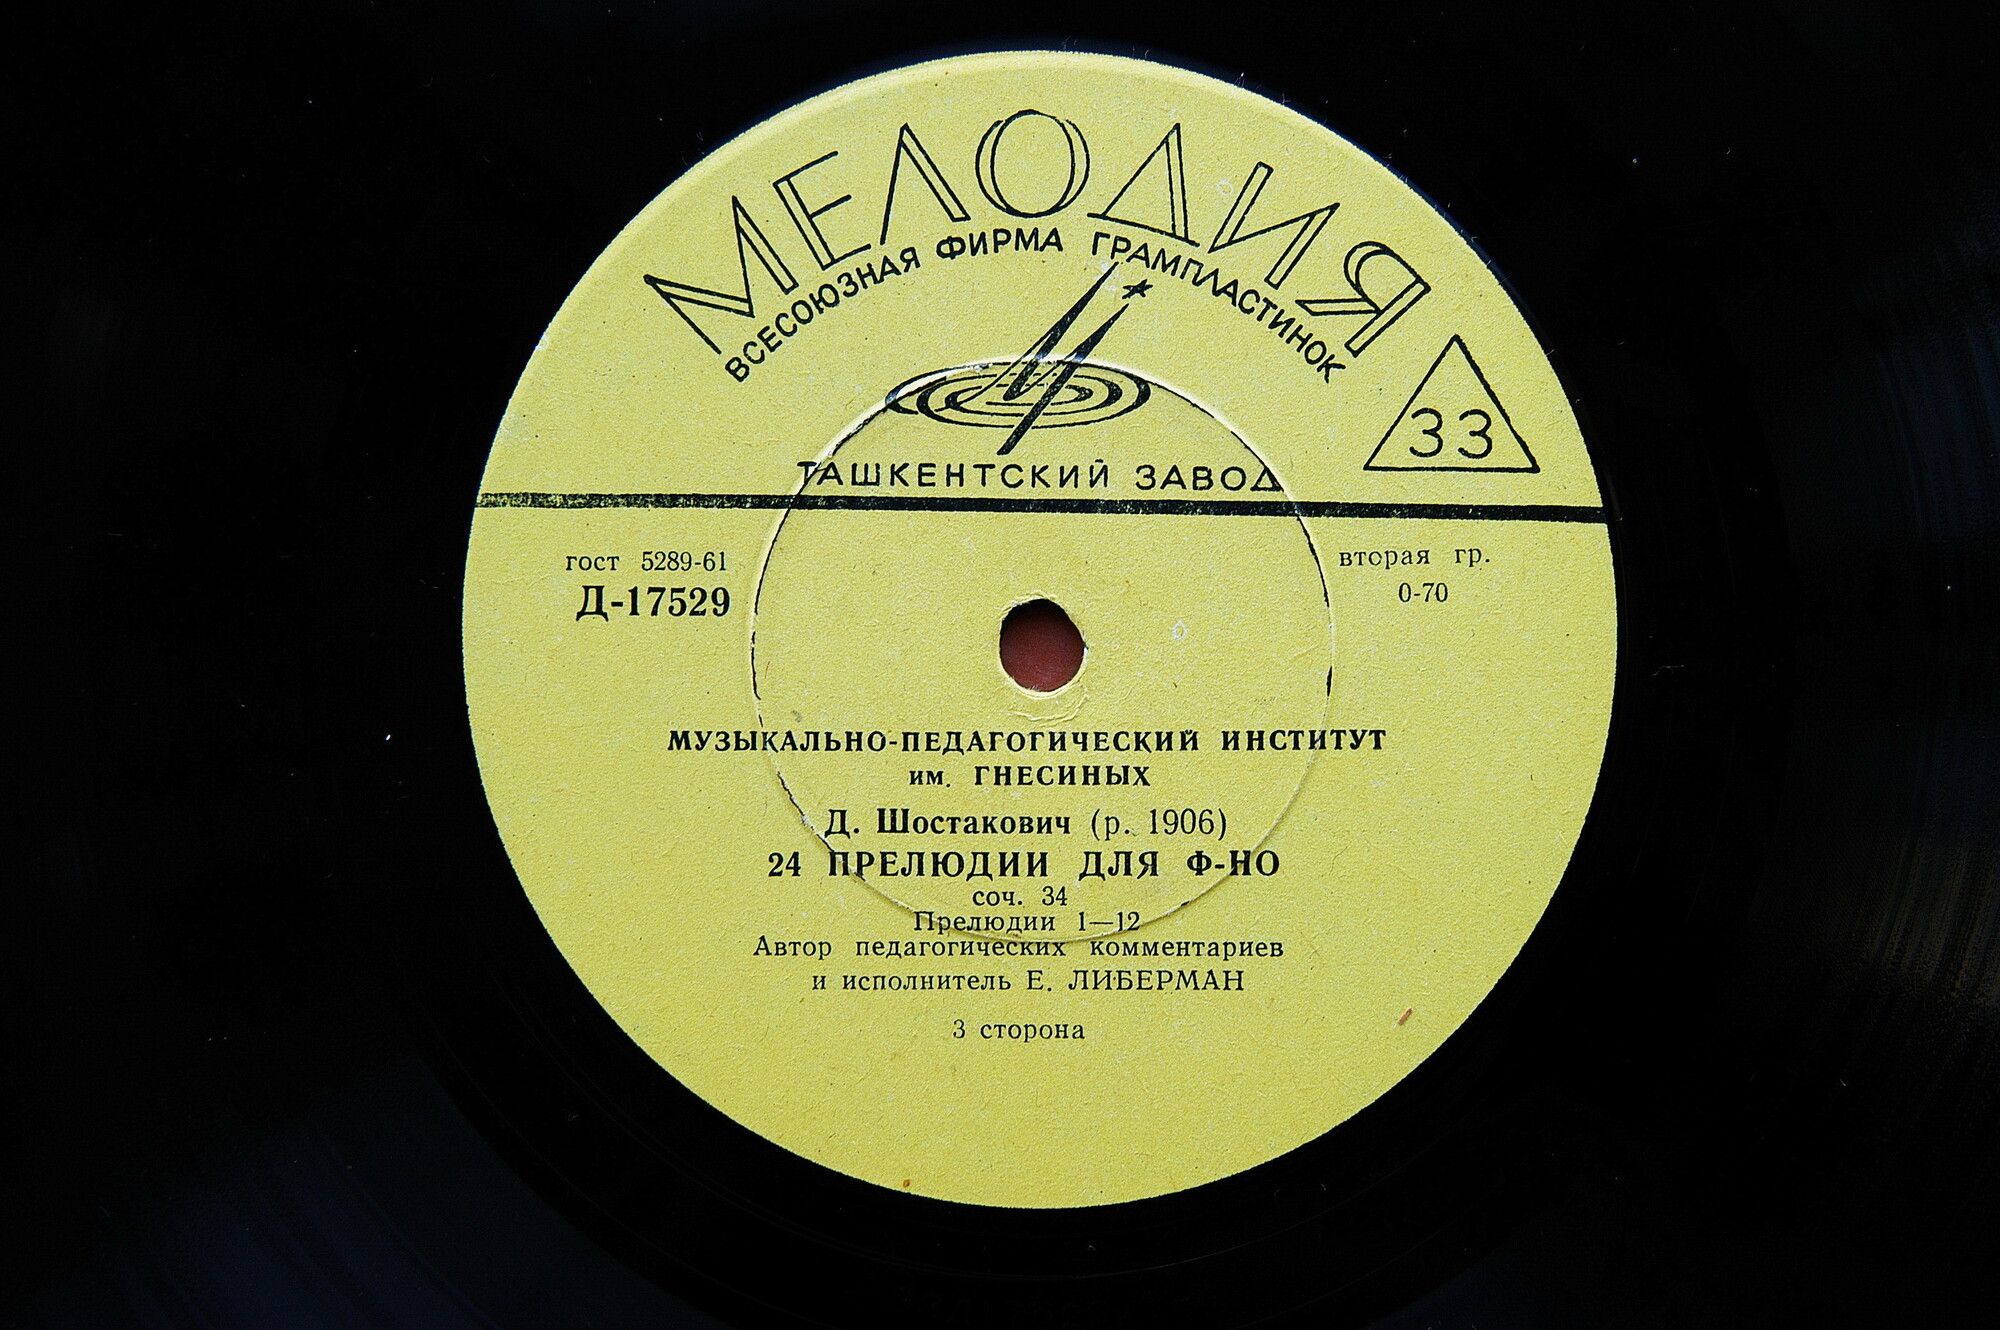 МЕЛОДИЯ
ВСЕСОЮЗНАЯ ФИРМА ГРАМПЛАСТИНОК
33
ТАШКЕНТСКИЙ ЗАВОД
гост 5289-61
Д-17529
вторая гр.
0-70
МУЗЫКАЛЬНО-ПЕДАГОГИЧЕСКИЙ ИНСТИТУТ
им. ГНЕСИНЫХ
Д. Шостакович (р. 1906)
24 ПРЕЛЮДИИ ДЛЯ Ф-НО
соч. 34
Прелюдии 1—12
Автор педагогических комментариев
и исполнитель Е. ЛИБЕРМАН
3 сторона